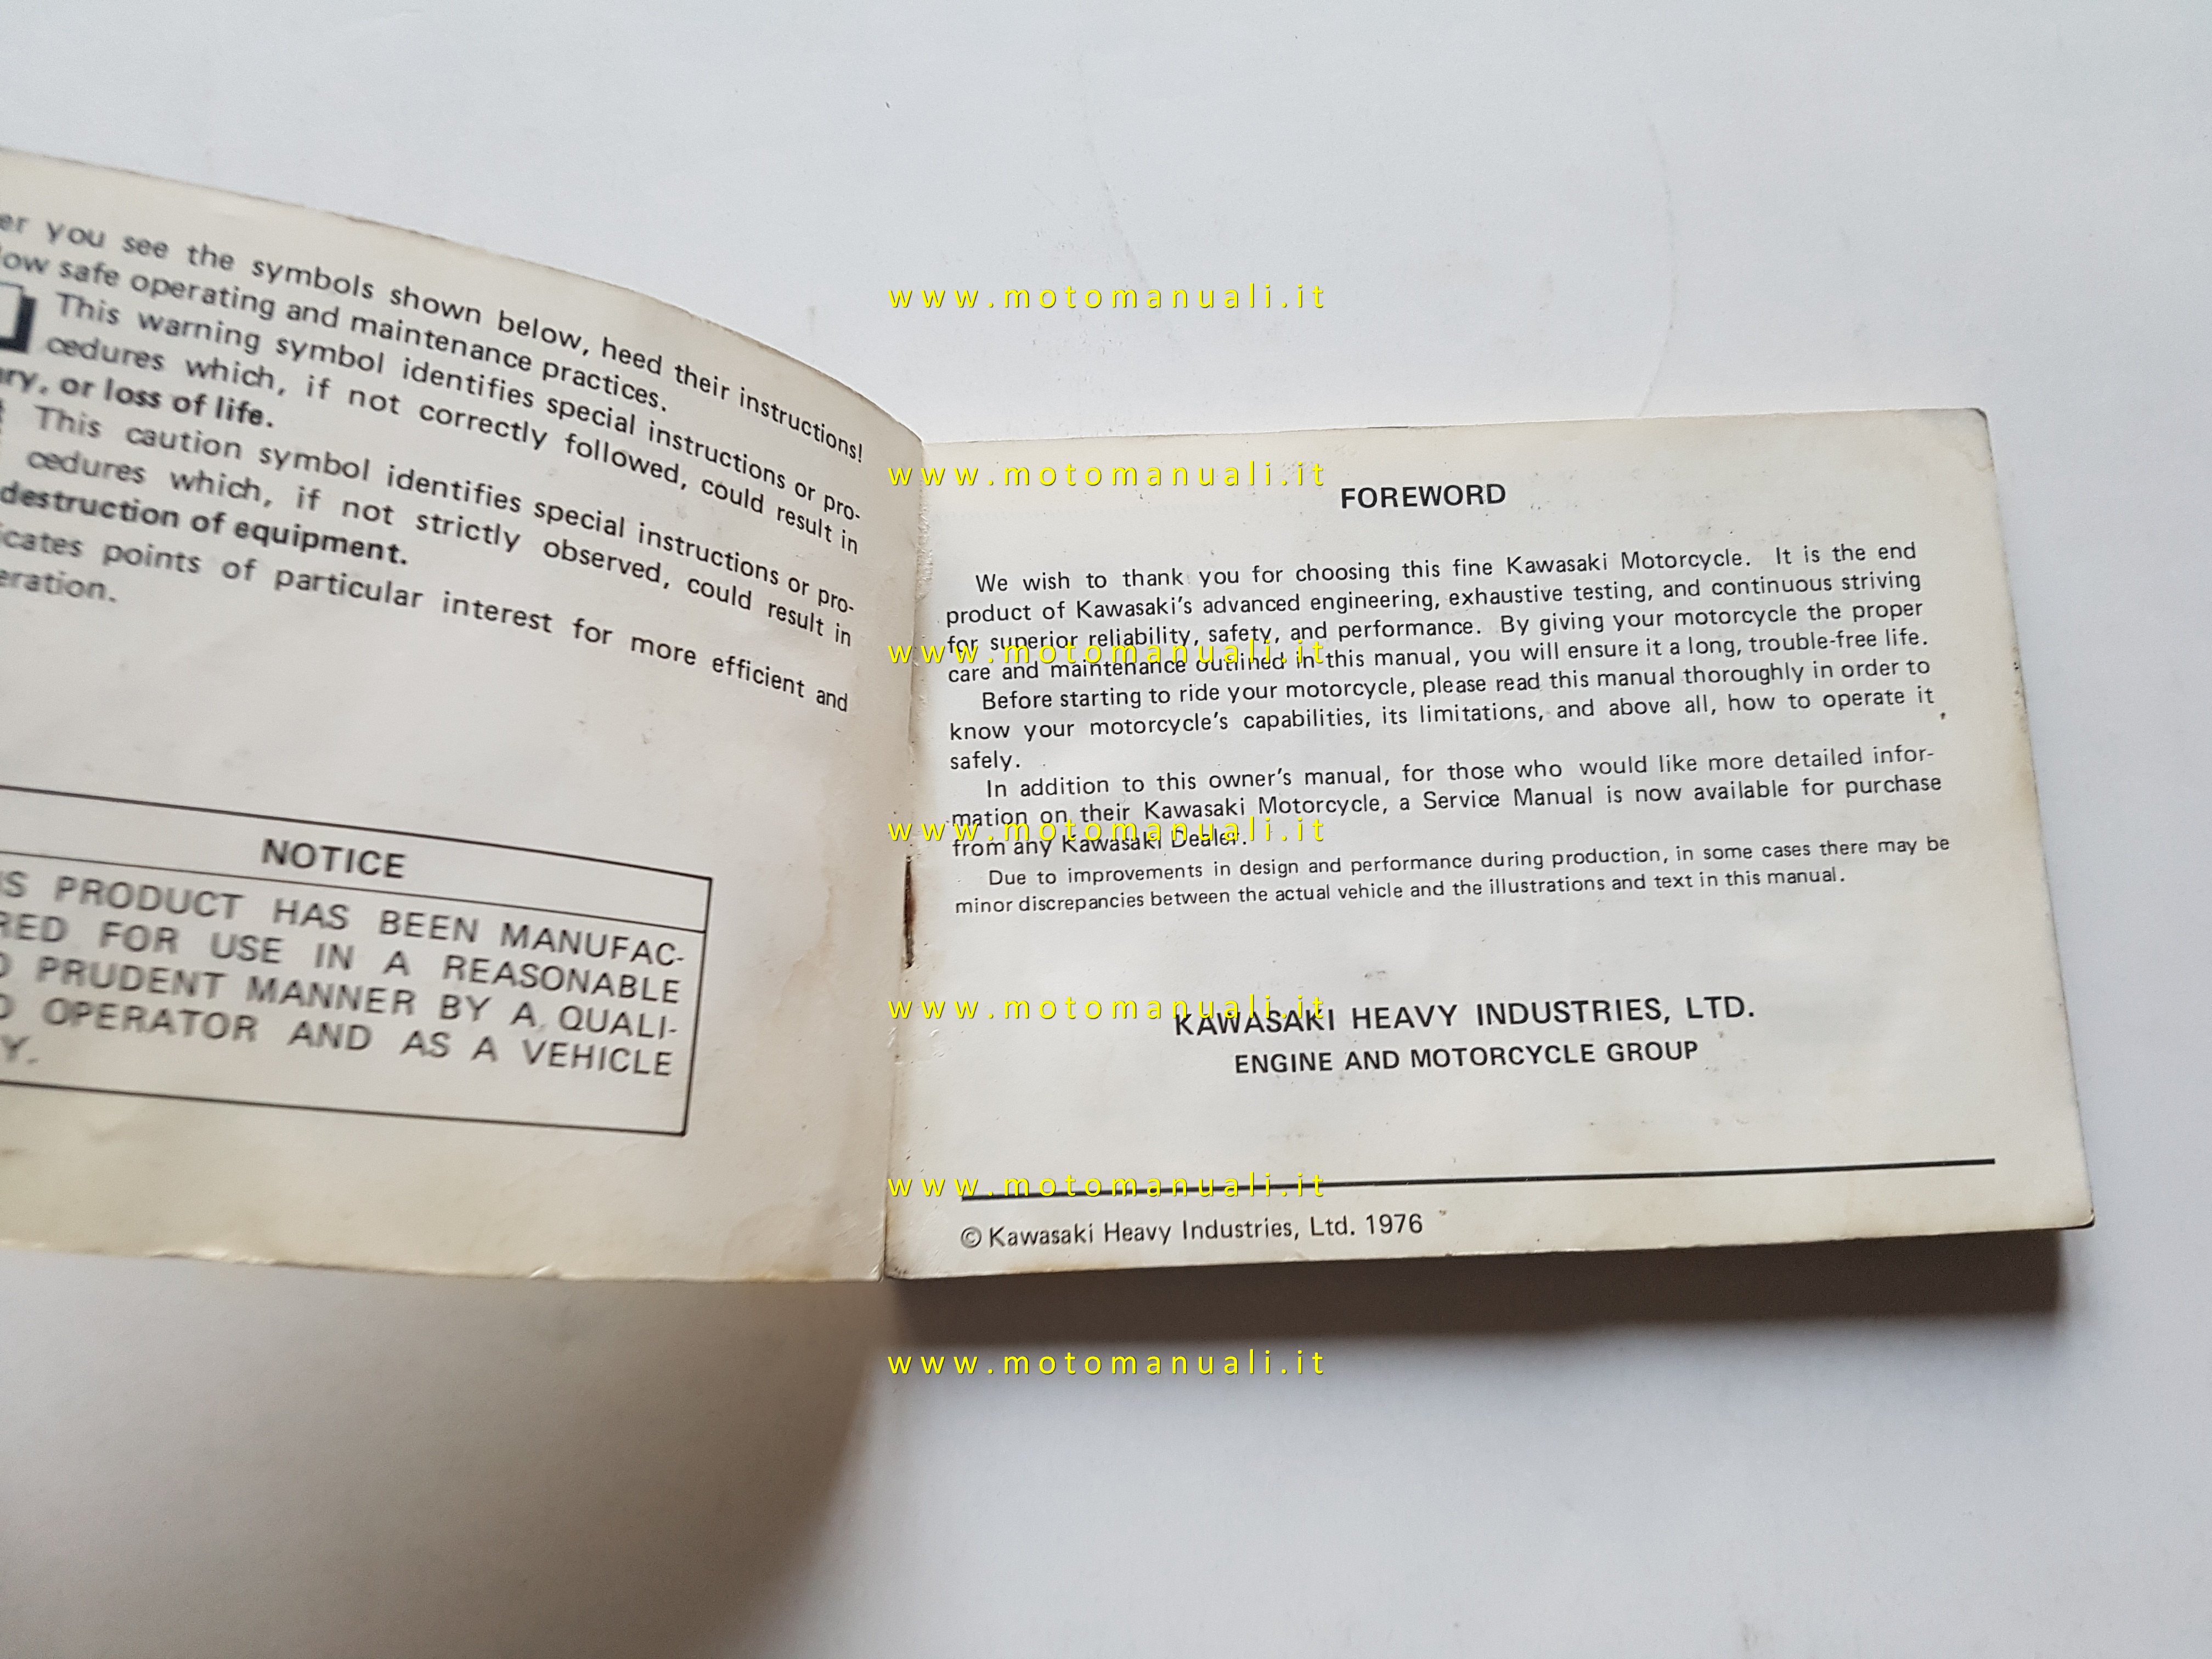 er you see the symbols shown below, heed their instructions!
low safe operating and maintenance practices.
This warning symbol identifies special instructions or pro-
cedures which, if not correctly followed, could result in
ry, or loss of life.
This caution symbol identifies special instructions or pro-
cedures which, if not strictly observed, could result in
destruction of equipment.
cates points of particular interest for more efficient and
eration.
NOTICE
IS PRODUCT HAS BEEN MANUFAC-
RED FOR USE IN A REASONABLE
D PRUDENT MANNER BY A QUALI-
D OPERATOR AND AS A VEHICLE
Y.
FOREWORD
We wish to thank you for choosing this fine Kawasaki Motorcycle. It is the end
product of Kawasaki's advanced engineering, exhaustive testing, and continuous striving
for superior reliability, safety, and performance. By giving your motorcycle the proper
care and maintenance outlined in this manual, you will ensure it a long, trouble-free life.
Before starting to ride your motorcycle, please read this manual thoroughly in order to
know your motorcycle's capabilities, its limitations, and above all, how to operate it
safely.
In addition to this owner's manual, for those who would like more detailed infor-
mation on their Kawasaki Motorcycle, a Service Manual is now available for purchase
from any Kawasaki Dealer.
Due to improvements in design and performance during production, in some cases there may be
minor discrepancies between the actual vehicle and the illustrations and text in this manual.
KAWASAKI HEAVY INDUSTRIES, LTD.
ENGINE AND MOTORCYCLE GROUP
© Kawasaki Heavy Industries, Ltd. 1976
www.motomanuali.it
www.motomanuali.it
www.motomanuali.it
www.motomanuali.it
www.motomanuali.it
www.motomanuali.it
www.motomanuali.it